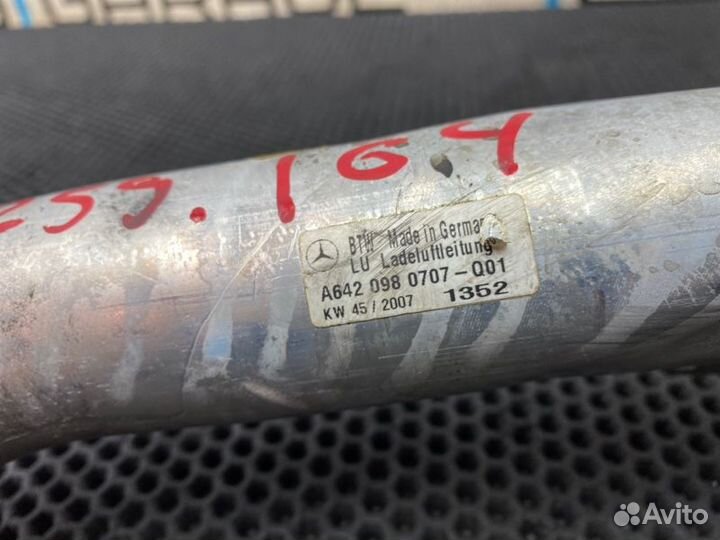 253.164
BTW Made in German
LU Ladeluftleitung
A642 098 0707-Q01
KW 45 / 2007 1352
Avito